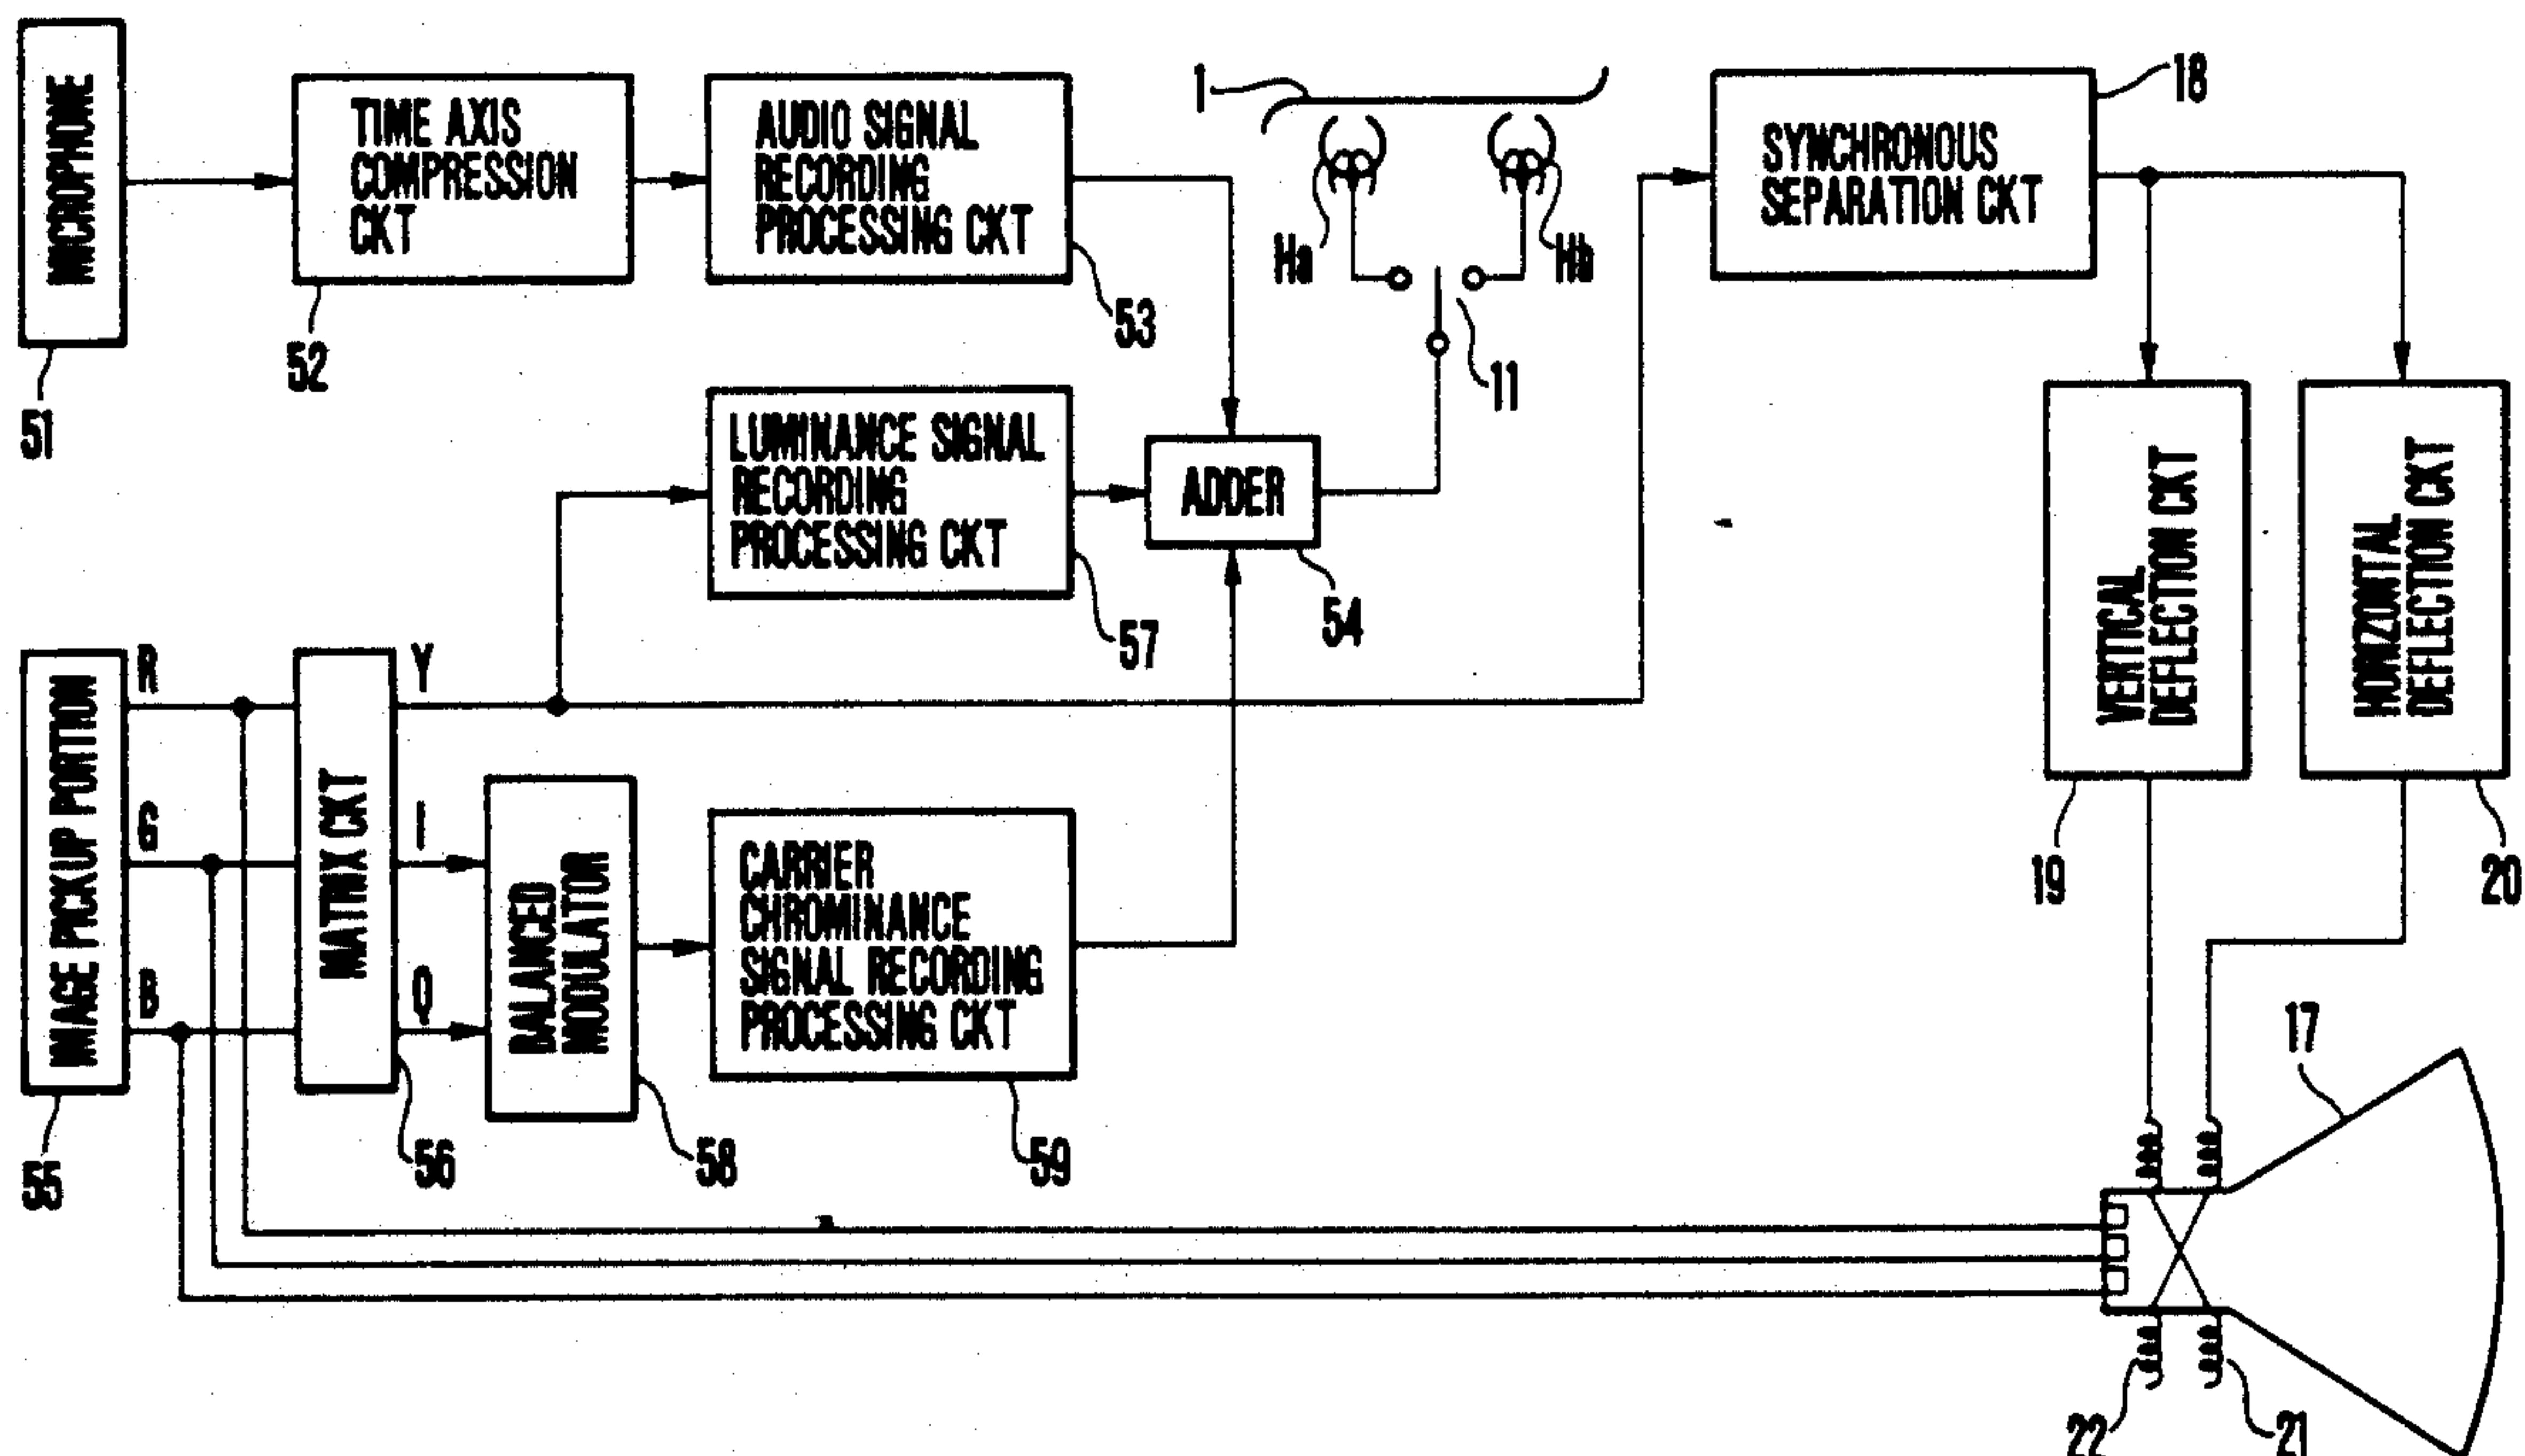 MICROPHONE
51
TIME AXIS
COMPRESSION
CKT
52
AUDIO SIGNAL
RECORDING
PROCESSING CKT
53
1
Ha
Hb
11
SYNCHRONOUS
SEPARATION CKT
18
LUMINANCE SIGNAL
RECORDING
PROCESSING CKT
57
ADDER
54
VERTICAL
DEFLECTION CKT
19
HORIZONTAL
DEFLECTION CKT
20
IMAGE PICKUP PORTION
55
R
G
B
MATRIX CKT
56
Y
I
Q
BALANCED
MODULATOR
58
CARRIER
CHROMINANCE
SIGNAL RECORDING
PROCESSING CKT
59
17
22
21